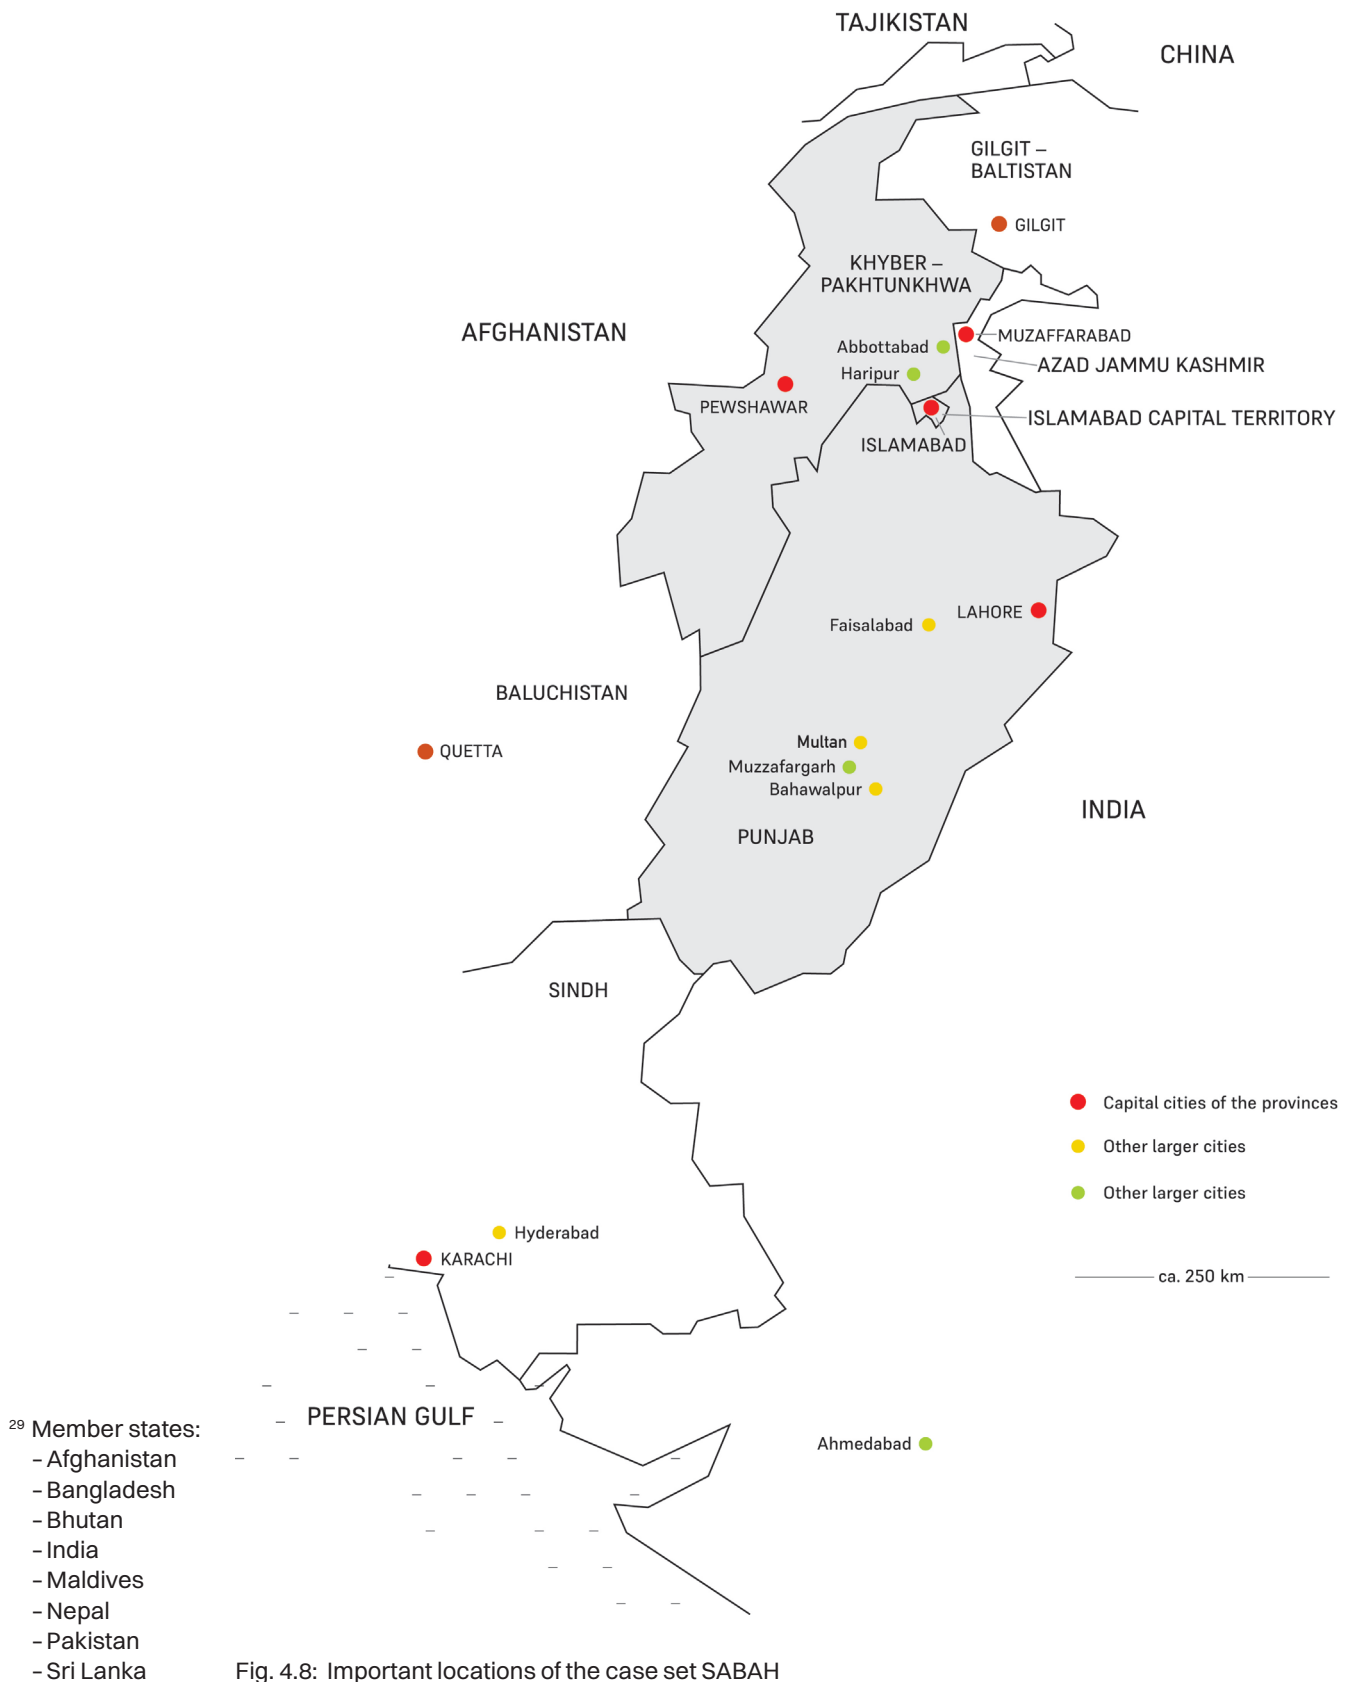 TAJIKISTAN
CHINA
GILGIT –
BALTISTAN
GILGIT
KHYBER –
PAKHTUNKHWA
AFGHANISTAN
MUZAFFARABAD
Abbottabad
AZAD JAMMU KASHMIR
Haripur
PEWSHAWAR
ISLAMABAD CAPITAL TERRITORY
ISLAMABAD
LAHORE
Faisalabad
BALUCHISTAN
Multan
QUETTA
Muzzafargarh
Bahawalpur
INDIA
PUNJAB
SINDH
Capital cities of the provinces
Other larger cities
Other larger cities
Hyderabad
KARACHI
ca. 250 km
PERSIAN GULF
Ahmedabad
29 Member states:
– Afghanistan
– Bangladesh
– Bhutan
– India
– Maldives
– Nepal
– Pakistan
– Sri Lanka
Fig. 4.8: Important locations of the case set SABAH